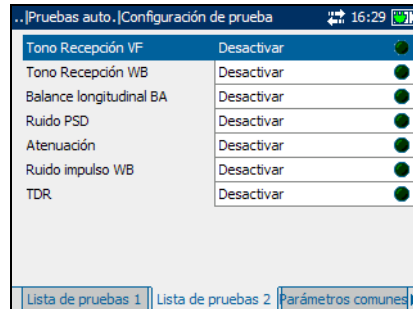 ..|Pruebas auto.|Configuración de prueba 16:29
Tono Recepción VF Desactivar
Tono Recepción WB Desactivar
Balance longitudinal BA Desactivar
Ruido PSD Desactivar
Atenuación Desactivar
Ruido impulso WB Desactivar
TDR Desactivar
Lista de pruebas 1 Lista de pruebas 2 Parámetros comunes